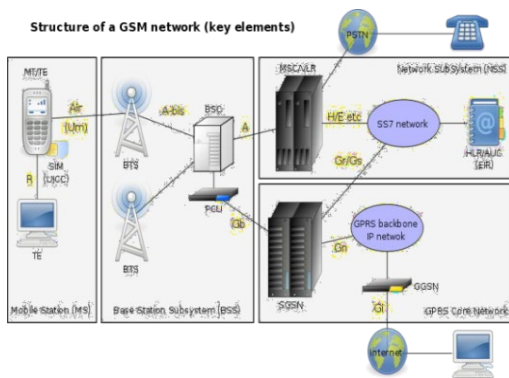 Structure of a GSM network (key elements)
PSTN
MT/TE
MSC/VLR
Network SubSystem (NSS)
Air
(Um)
A-bis
BSC
A
H/E etc
SS7 network
SIM
(UICC)
BTS
Gr/Gs
HLR/AUC
(EIR)
R
PCU
Gb
GPRS backbone
IP netwok
Gn
TE
BTS
SGSN
GGSN
Gi
Mobile Station (MS)
Base Station Subsystem (BSS)
GPRS Core Network
Internet